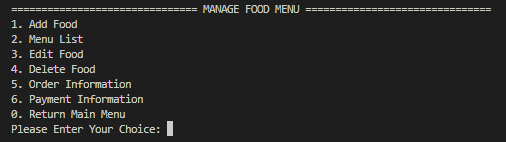 =============================== MANAGE FOOD MENU ===============================
1. Add Food
2. Menu List
3. Edit Food
4. Delete Food
5. Order Information
6. Payment Information
0. Return Main Menu
Please Enter Your Choice: